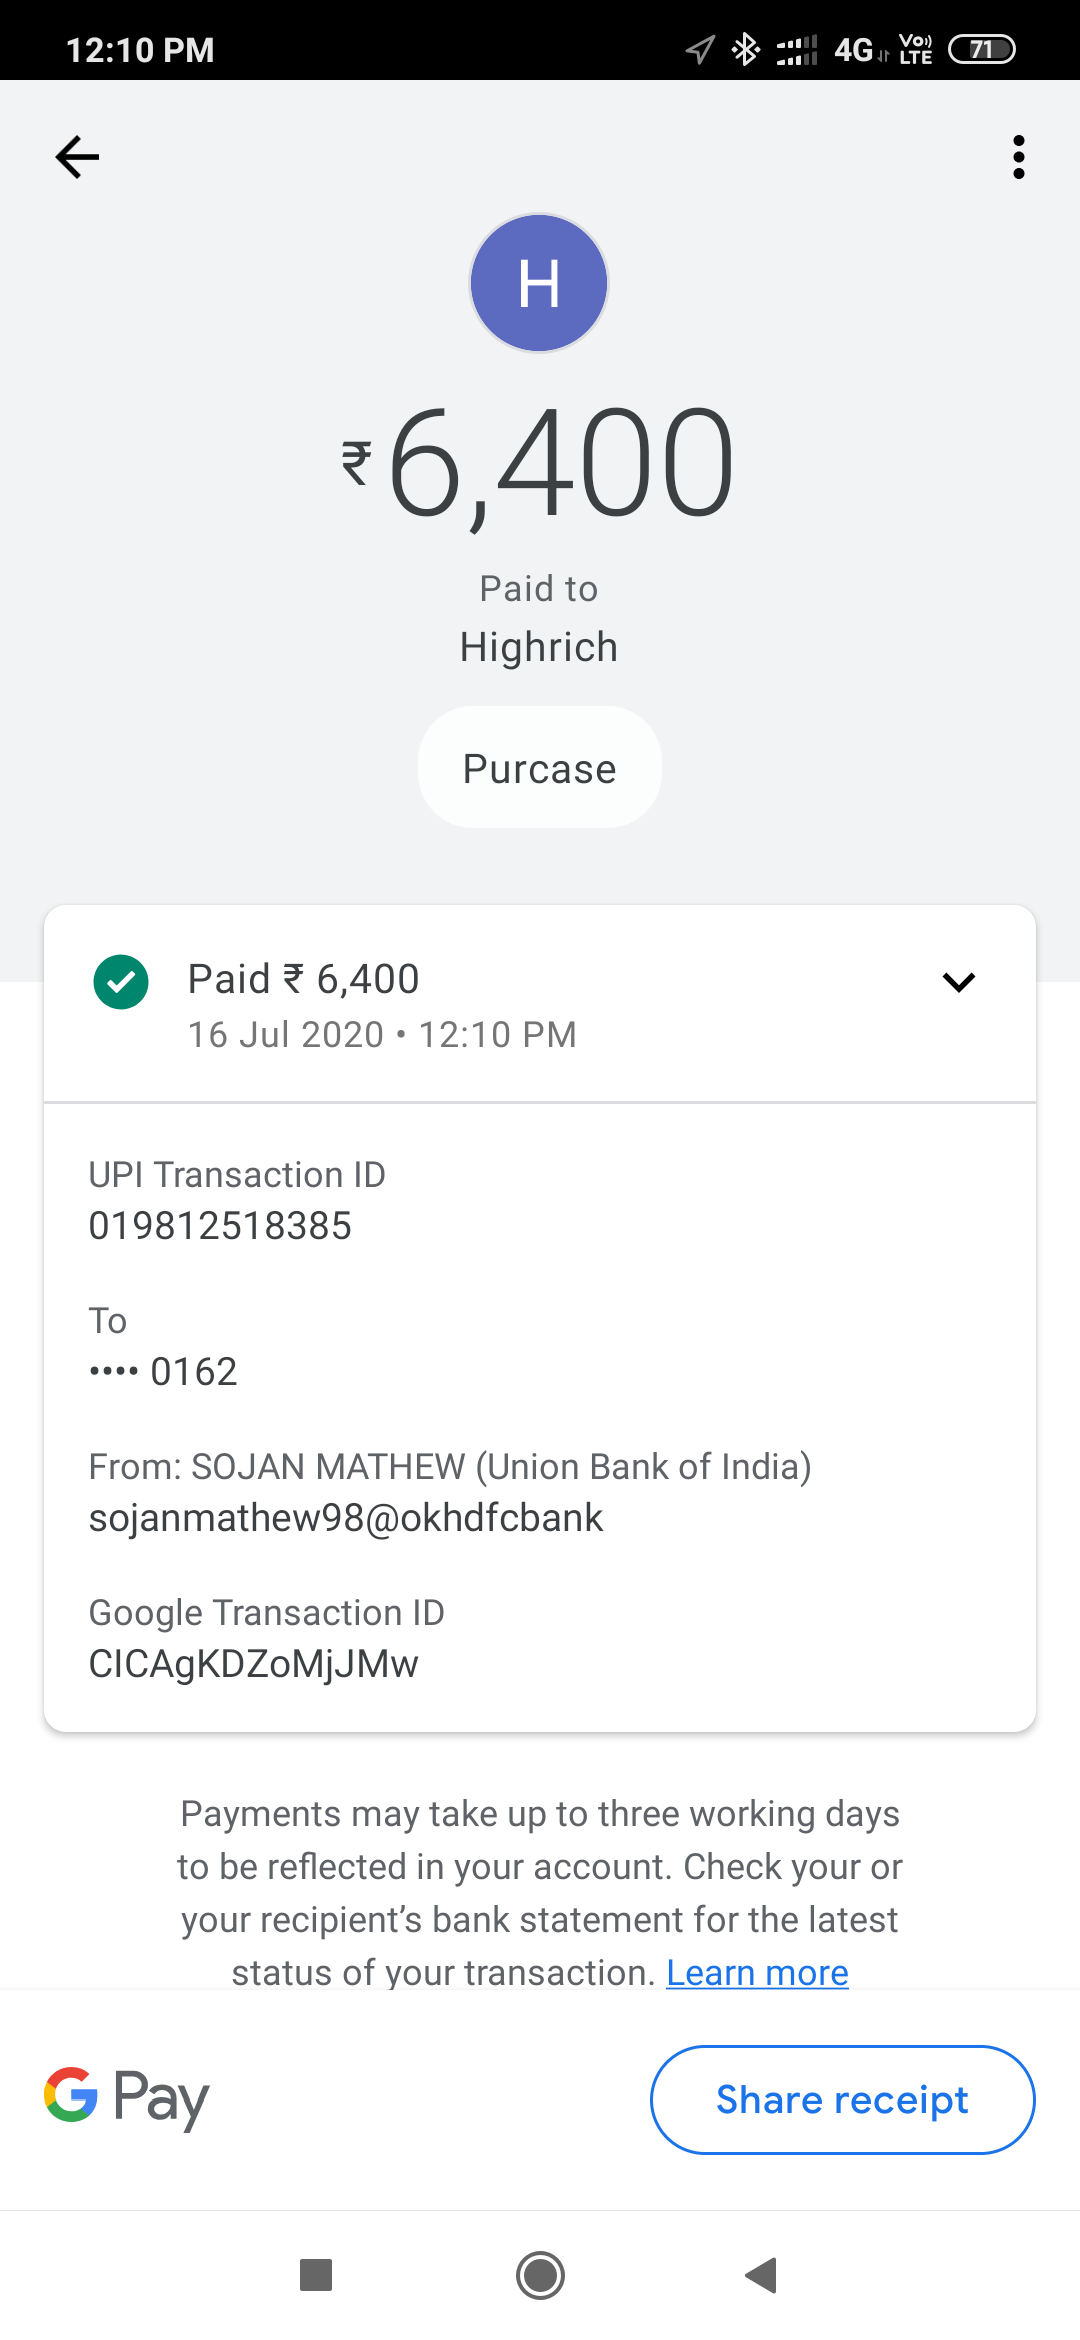 12:10 PM 4G Vo)) LTE 71
H
₹6,400
Paid to
Highrich
Purcase
Paid ₹ 6,400
16 Jul 2020 • 12:10 PM
UPI Transaction ID
019812518385
To
•••• 0162
From: SOJAN MATHEW (Union Bank of India)
sojanmathew98@okhdfcbank
Google Transaction ID
CICAgKDZoMjJMw
Payments may take up to three working days
to be reflected in your account. Check your or
your recipient’s bank statement for the latest
status of your transaction. Learn more
G Pay
Share receipt